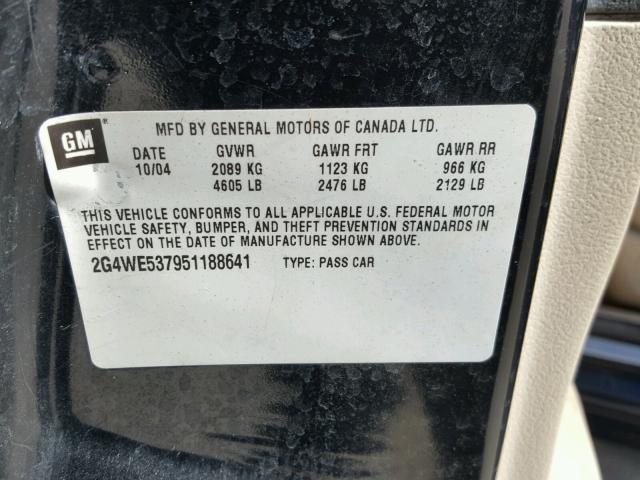 GM
®
MFD BY GENERAL MOTORS OF CANADA LTD.
DATE GVWR GAWR FRT GAWR RR
10/04 2089 KG 1123 KG 966 KG
4605 LB 2476 LB 2129 LB
THIS VEHICLE CONFORMS TO ALL APPLICABLE U.S. FEDERAL MOTOR
VEHICLE SAFETY, BUMPER, AND THEFT PREVENTION STANDARDS IN
EFFECT ON THE DATE OF MANUFACTURE SHOWN ABOVE.
2G4WE537951188641 TYPE: PASS CAR